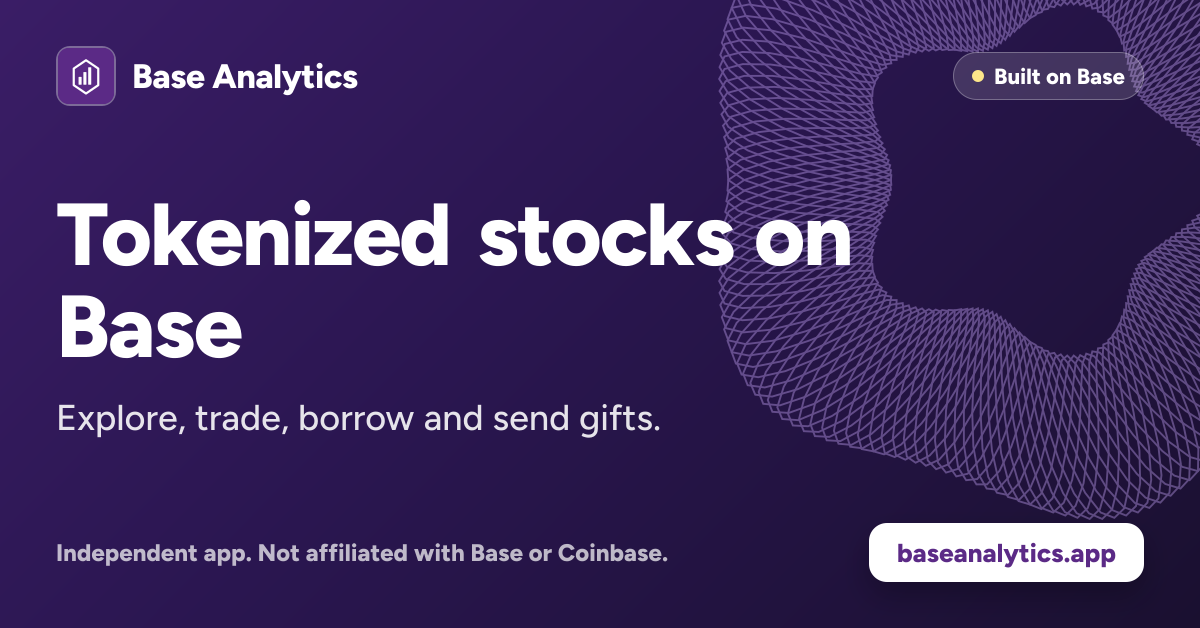 Base Analytics
Built on Base
Tokenized stocks on
Base
Explore, trade, borrow and send gifts.
Independent app. Not affiliated with Base or Coinbase.
baseanalytics.app